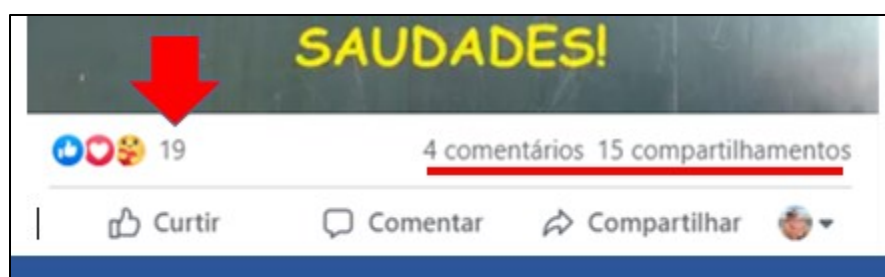 SAUDADES!
19 4 comentários 15 compartilhamentos
Curtir Comentar Compartilhar